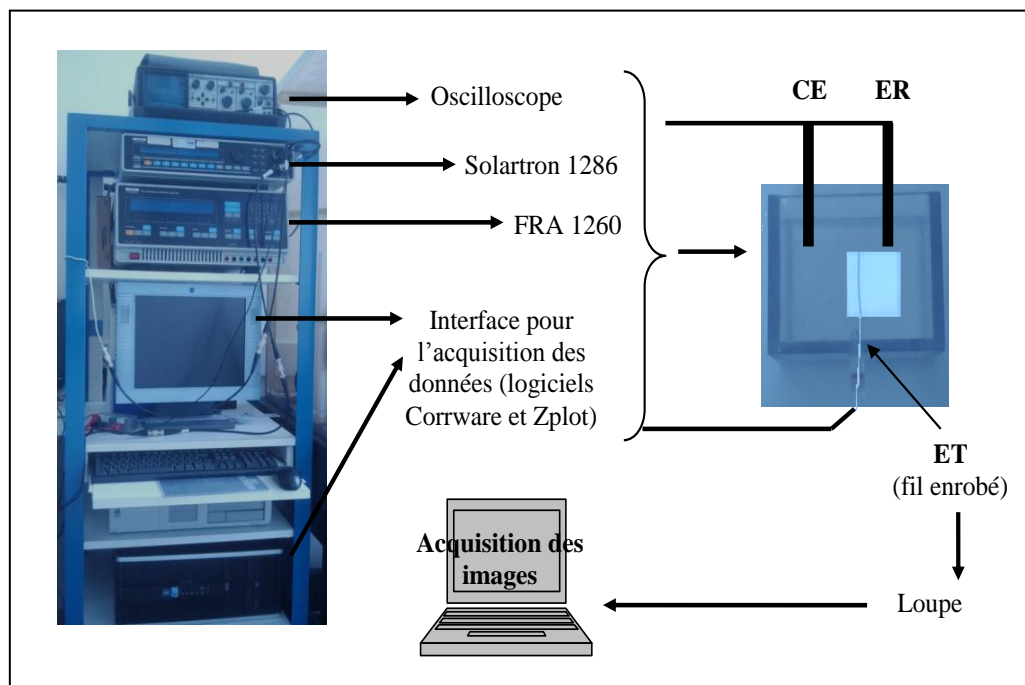 Oscilloscope
Solartron 1286
FRA 1260
Interface pour
l’acquisition des
données (logiciels
Corrware et Zplot)
CE
ER
ET
(fil enrobé)
Loupe
Acquisition des
images